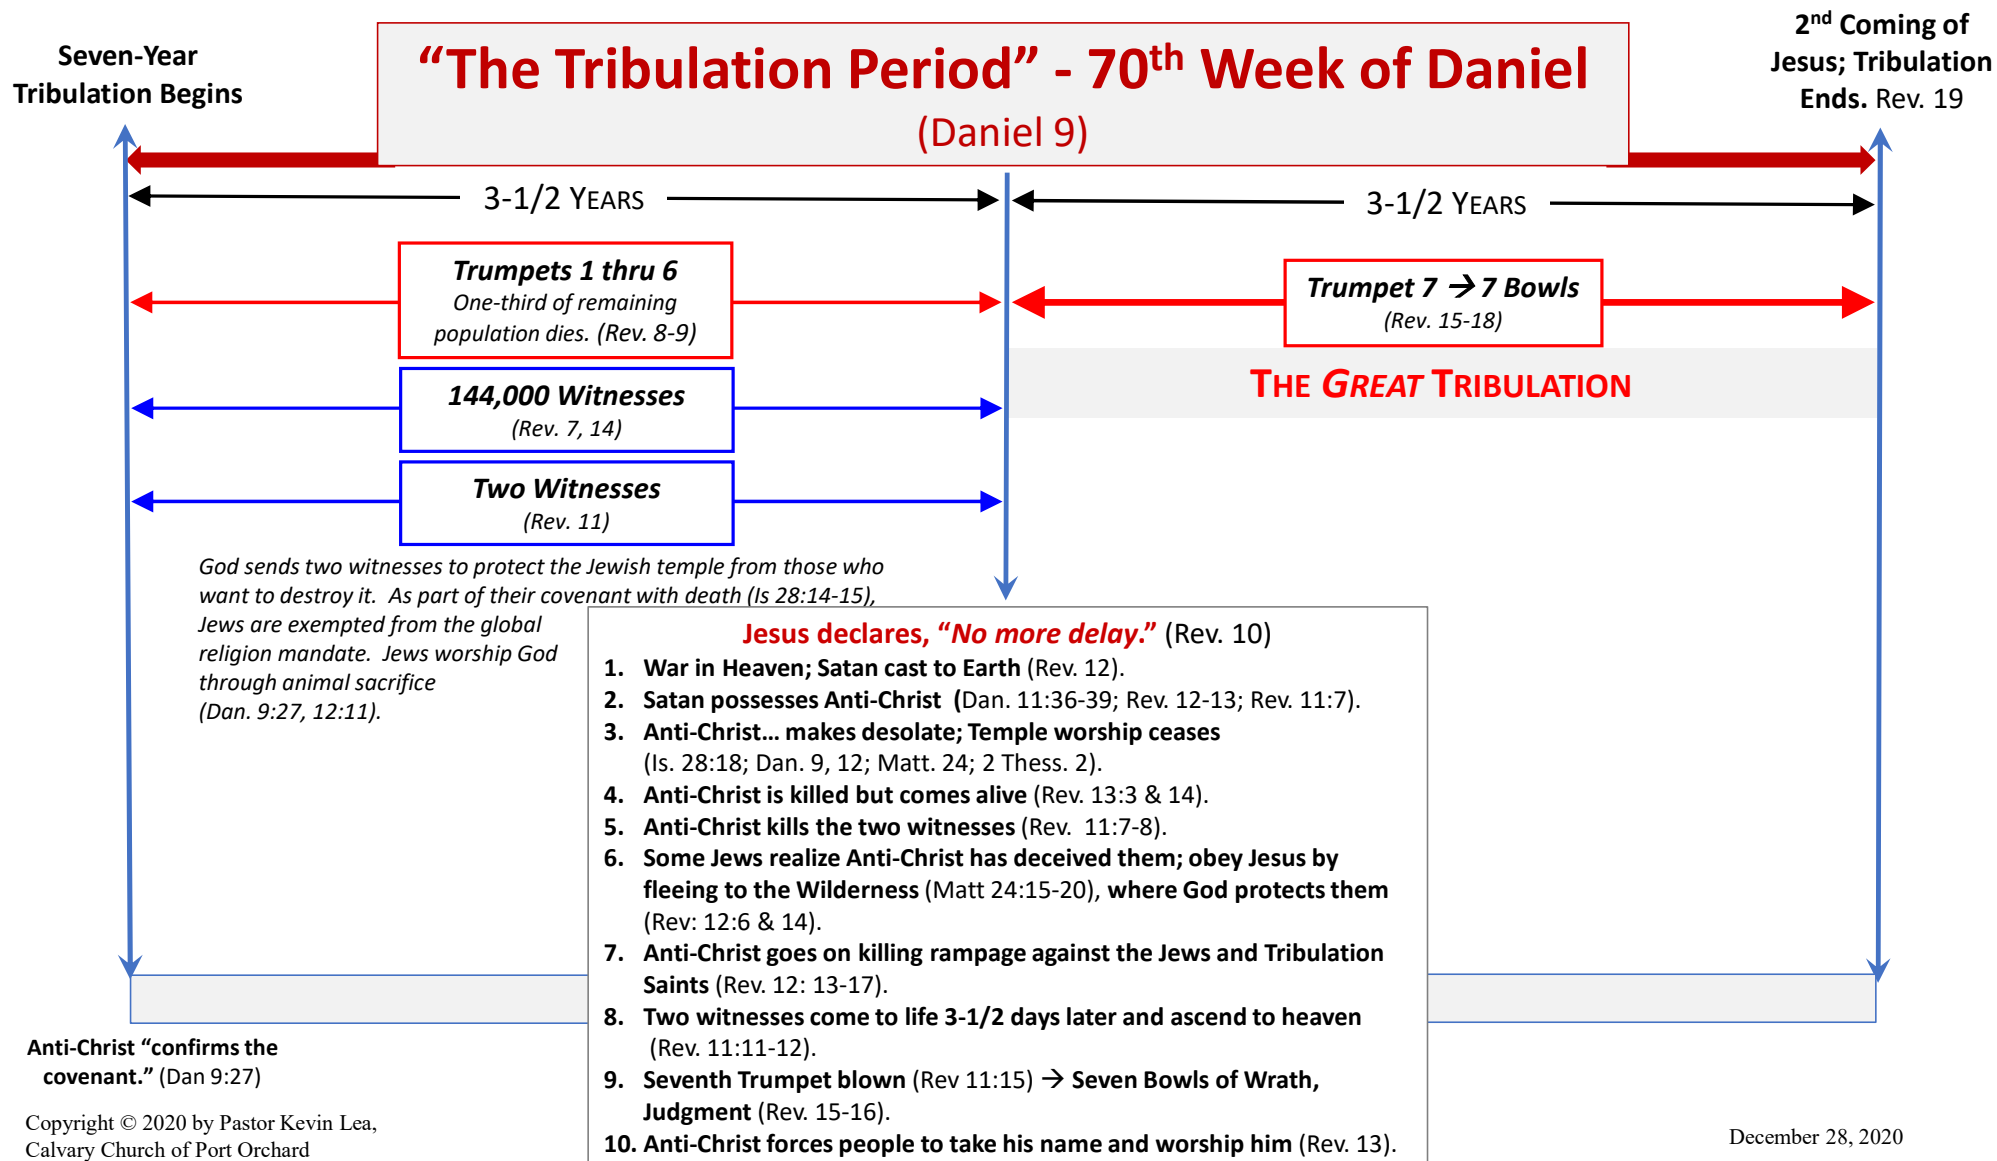 Seven-Year
Tribulation Begins
“The Tribulation Period” - 70th Week of Daniel
(Daniel 9)
2nd Coming of
Jesus; Tribulation
Ends. Rev. 19
3-1/2 YEARS
3-1/2 YEARS
Trumpets 1 thru 6
One-third of remaining
population dies. (Rev. 8-9)
Trumpet 7 → 7 Bowls
(Rev. 15-18)
THE GREAT TRIBULATION
144,000 Witnesses
(Rev. 7, 14)
Two Witnesses
(Rev. 11)
God sends two witnesses to protect the Jewish temple from those who
want to destroy it.  As part of their covenant with death (Is 28:14-15),
Jews are exempted from the global
religion mandate.  Jews worship God
through animal sacrifice
(Dan. 9:27, 12:11).
Jesus declares, “No more delay.” (Rev. 10)
1. War in Heaven; Satan cast to Earth (Rev. 12).
2. Satan possesses Anti-Christ  (Dan. 11:36-39; Rev. 12-13; Rev. 11:7).
3. Anti-Christ… makes desolate; Temple worship ceases
(Is. 28:18; Dan. 9, 12; Matt. 24; 2 Thess. 2).
4. Anti-Christ is killed but comes alive (Rev. 13:3 & 14).
5. Anti-Christ kills the two witnesses (Rev.  11:7-8).
6. Some Jews realize Anti-Christ has deceived them; obey Jesus by
fleeing to the Wilderness (Matt 24:15-20), where God protects them
(Rev: 12:6 & 14).
7. Anti-Christ goes on killing rampage against the Jews and Tribulation
Saints (Rev. 12: 13-17).
8. Two witnesses come to life 3-1/2 days later and ascend to heaven
(Rev. 11:11-12).
9. Seventh Trumpet blown (Rev 11:15) → Seven Bowls of Wrath,
Judgment (Rev. 15-16).
10. Anti-Christ forces people to take his name and worship him (Rev. 13).
Anti-Christ “confirms the
covenant.” (Dan 9:27)
Copyright © 2020 by Pastor Kevin Lea,
Calvary Church of Port Orchard
December 28, 2020